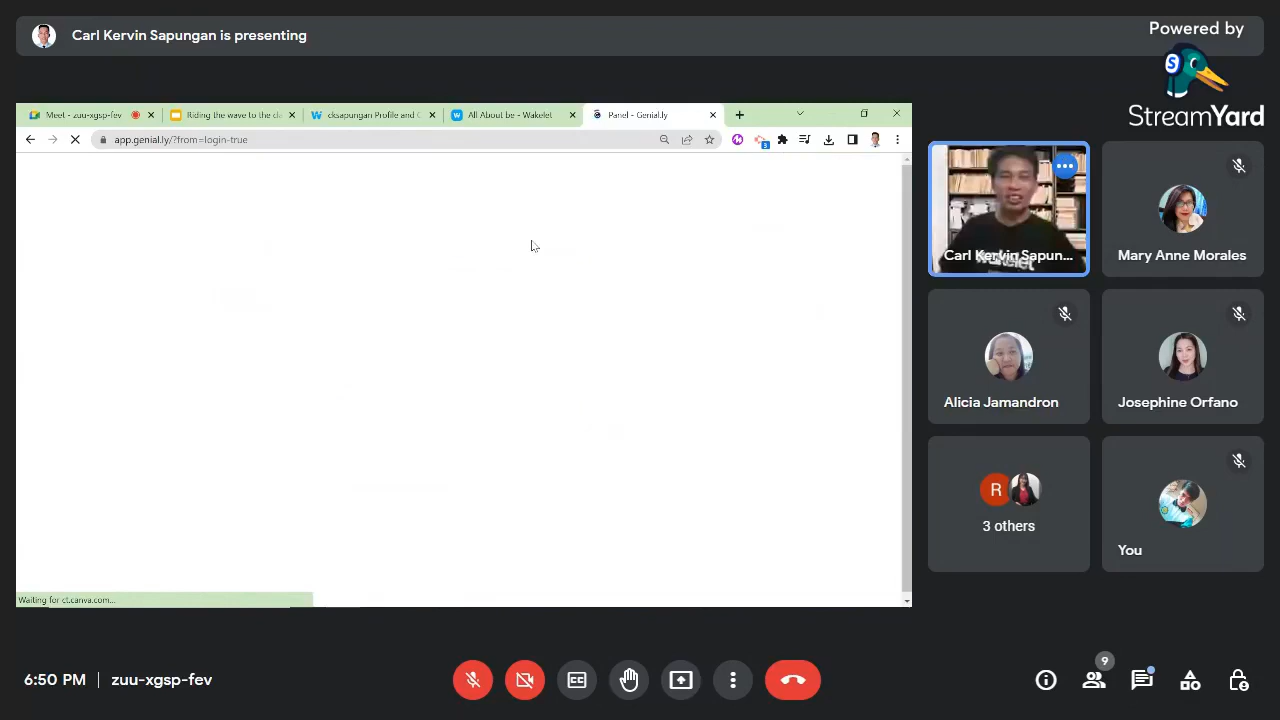 Carl Kervin Sapungan is presenting
Powered by
StreamYard
Meet - zuu-xgsp-fev
Riding the wave to the cl
cksapungan Profile and C
All About be - Wakelet
Panel - Genial.ly
app.genial.ly/?from=login-true
Carl Kervin Sapun...
Mary Anne Morales
Alicia Jamandron
Josephine Orfano
R
3 others
You
Waiting for ct.canva.com...
6:50 PM
zuu-xgsp-fev
9